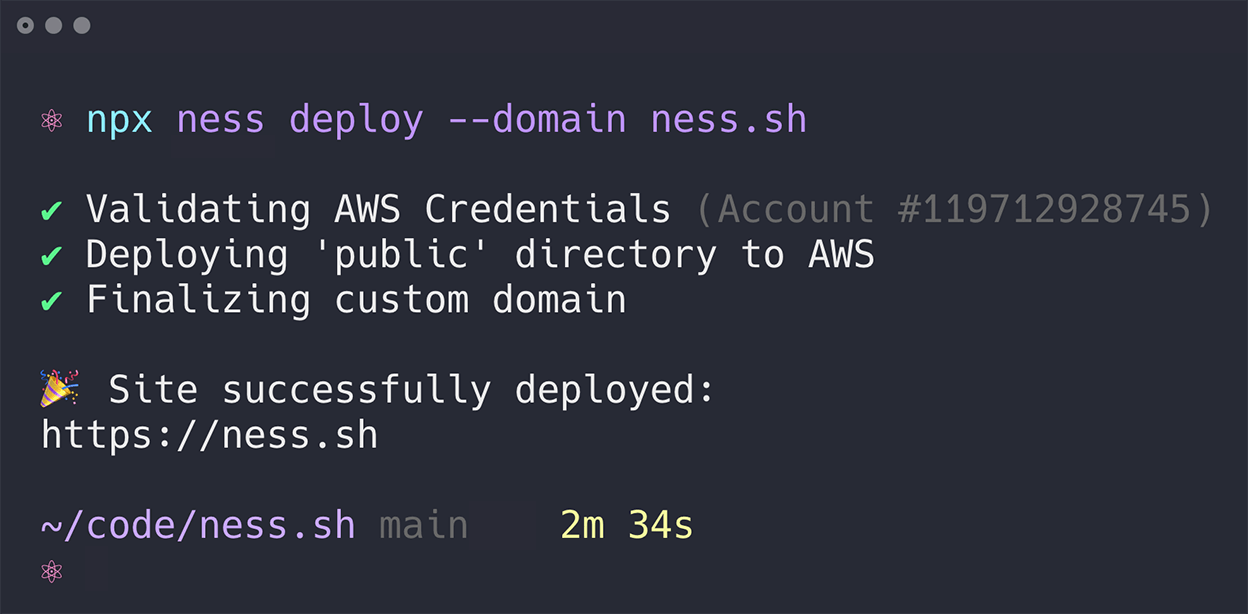 ⚛ npx ness deploy --domain ness.sh
✔ Validating AWS Credentials (Account #119712928745)
✔ Deploying 'public' directory to AWS
✔ Finalizing custom domain
🎉 Site successfully deployed:
https://ness.sh
~/code/ness.sh main 2m 34s
⚛